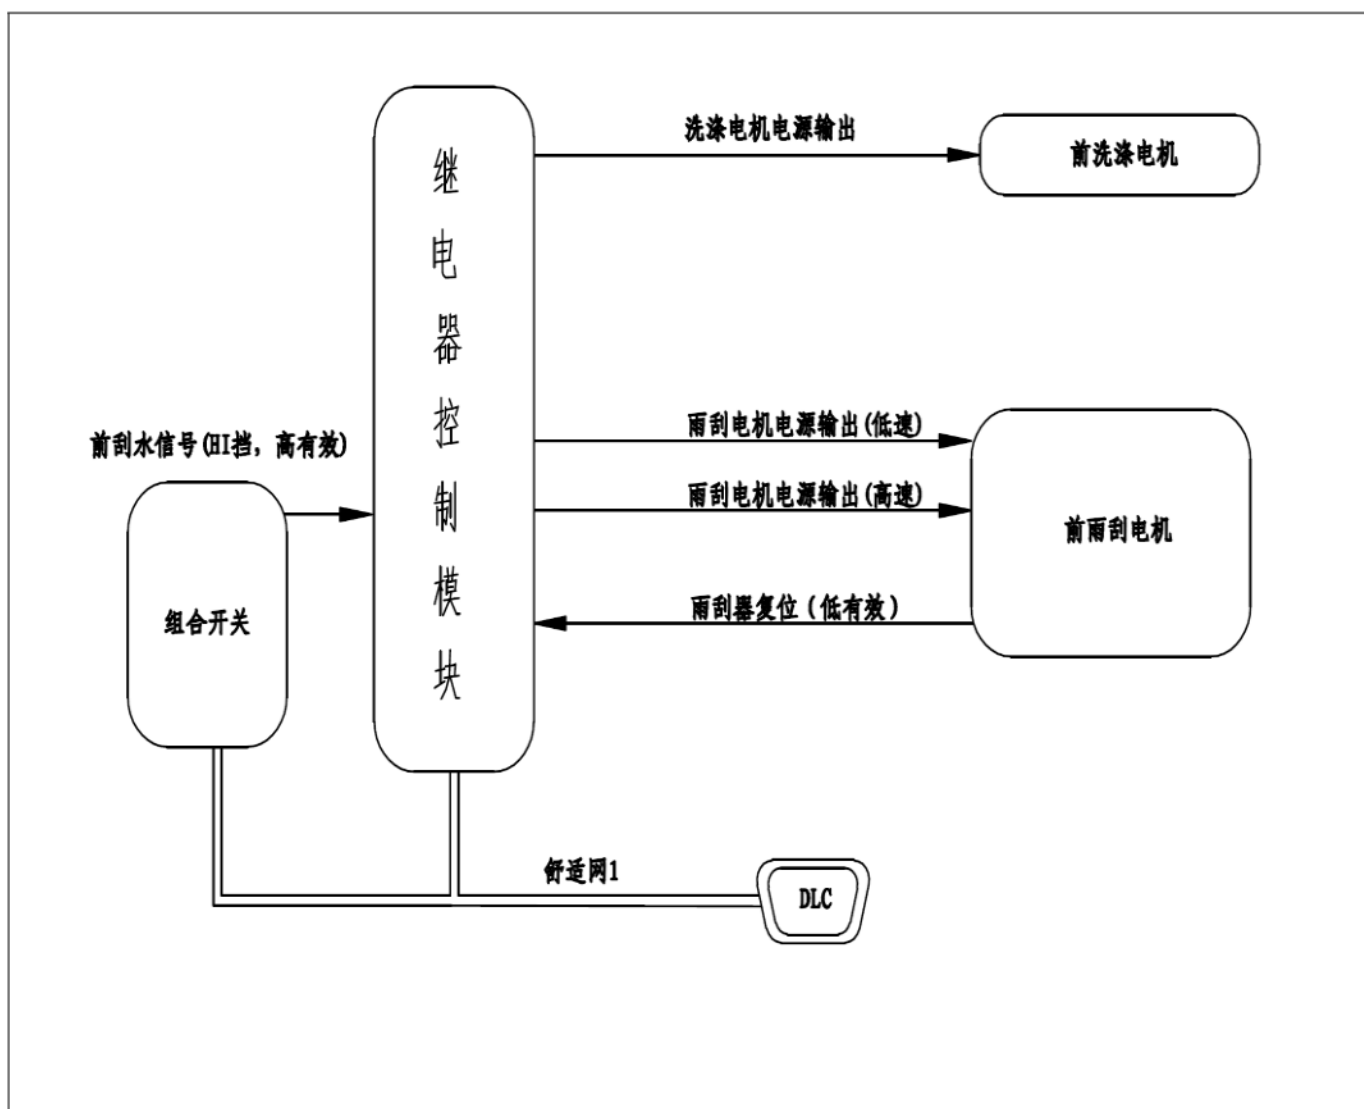 洗涤电机电源输出
前洗涤电机
继电器控制模块
前刮水信号(HI挡，高有效)
雨刮电机电源输出(低速)
雨刮电机电源输出(高速)
前雨刮电机
雨刮器复位（低有效）
组合开关
舒适网1
DLC